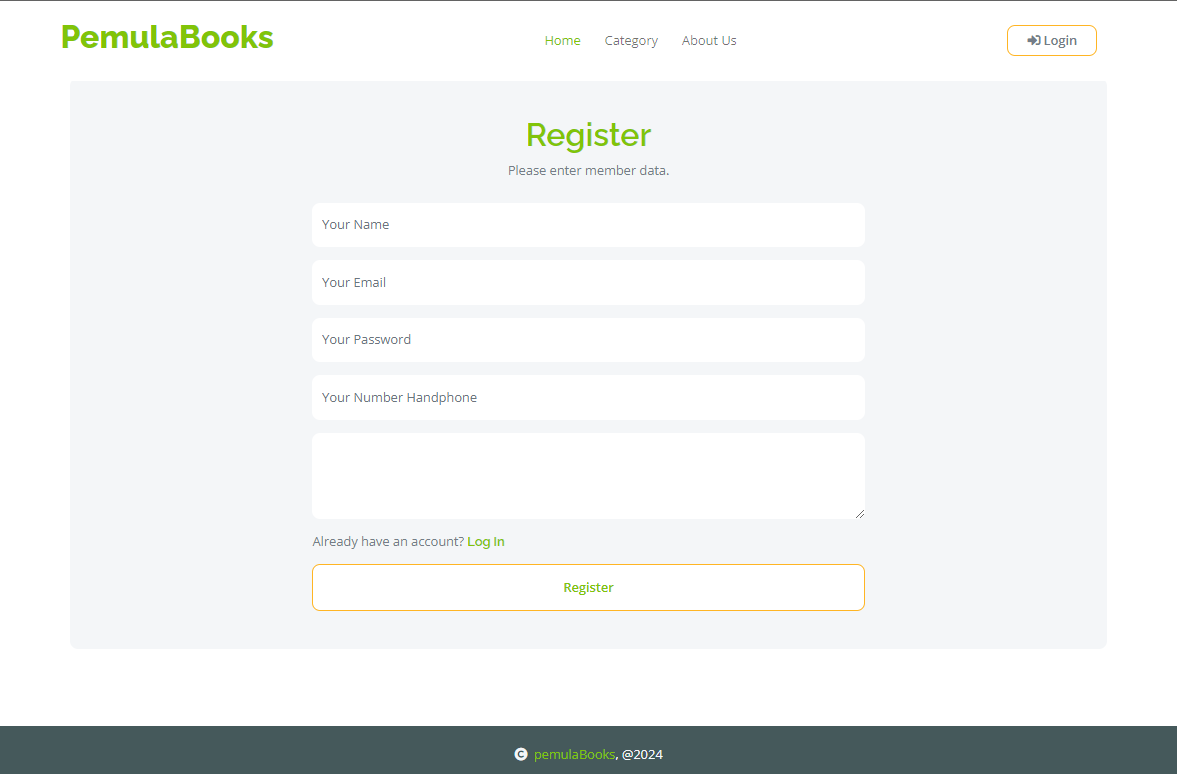 PemulaBooks
Home Category About Us
Login
Register
Please enter member data.
Your Name
Your Email
Your Password
Your Number Handphone
Already have an account? Log In
Register
© pemulaBooks, @2024